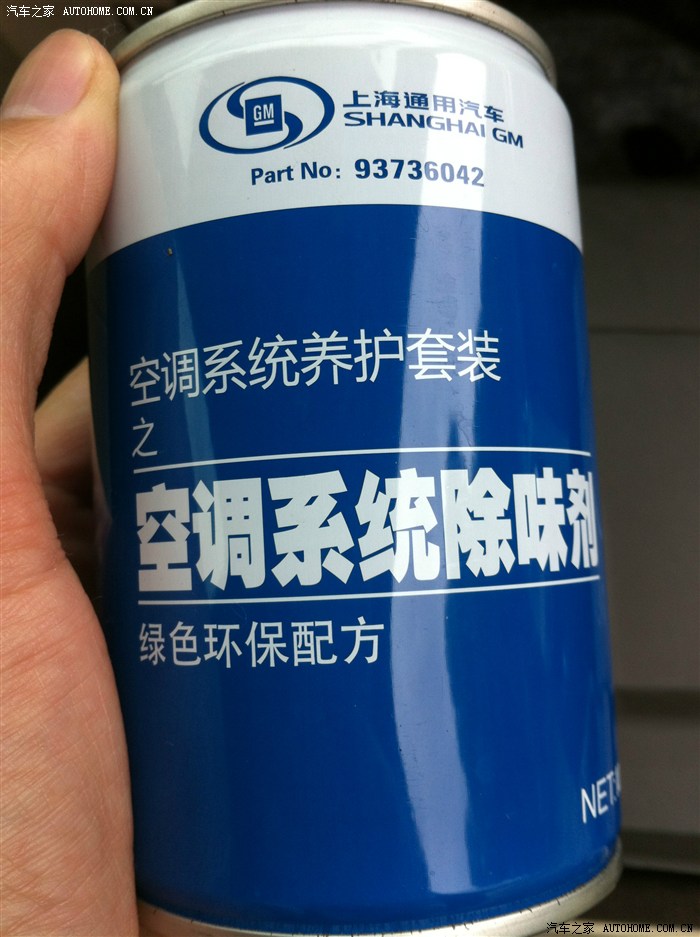 汽车之家 AUTOHOME.COM.CN
GM
上海通用汽车
SHANGHAI GM
Part No: 93736042
空调系统养护套装
之
空调系统除味剂
绿色环保配方
NET:
汽车之家 AUTOHOME.COM.CN